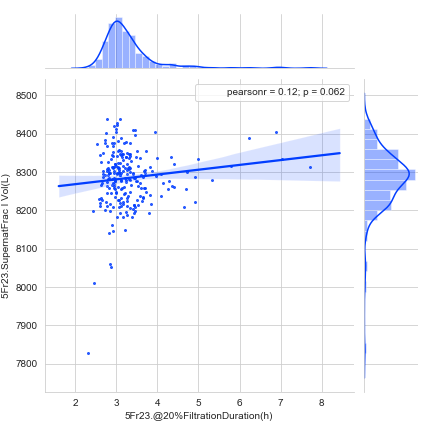 pearsonr = 0.12; p = 0.062
8500
8400
8300
8200
8100
8000
7900
7800
5Fr23.SupernatFrac I Vol(L)
2 3 4 5 6 7 8
5Fr23.@20%FiltrationDuration(h)